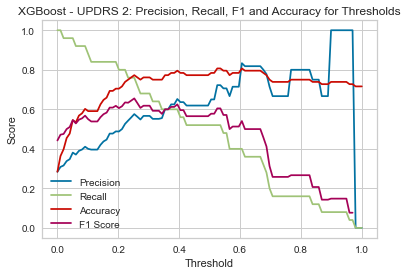 XGBoost - UPDRS 2: Precision, Recall, F1 and Accuracy for Thresholds
1.0
0.8
0.6
0.4
0.2
0.0
Score
Precision
Recall
Accuracy
F1 Score
0.0 0.2 0.4 0.6 0.8 1.0
Threshold